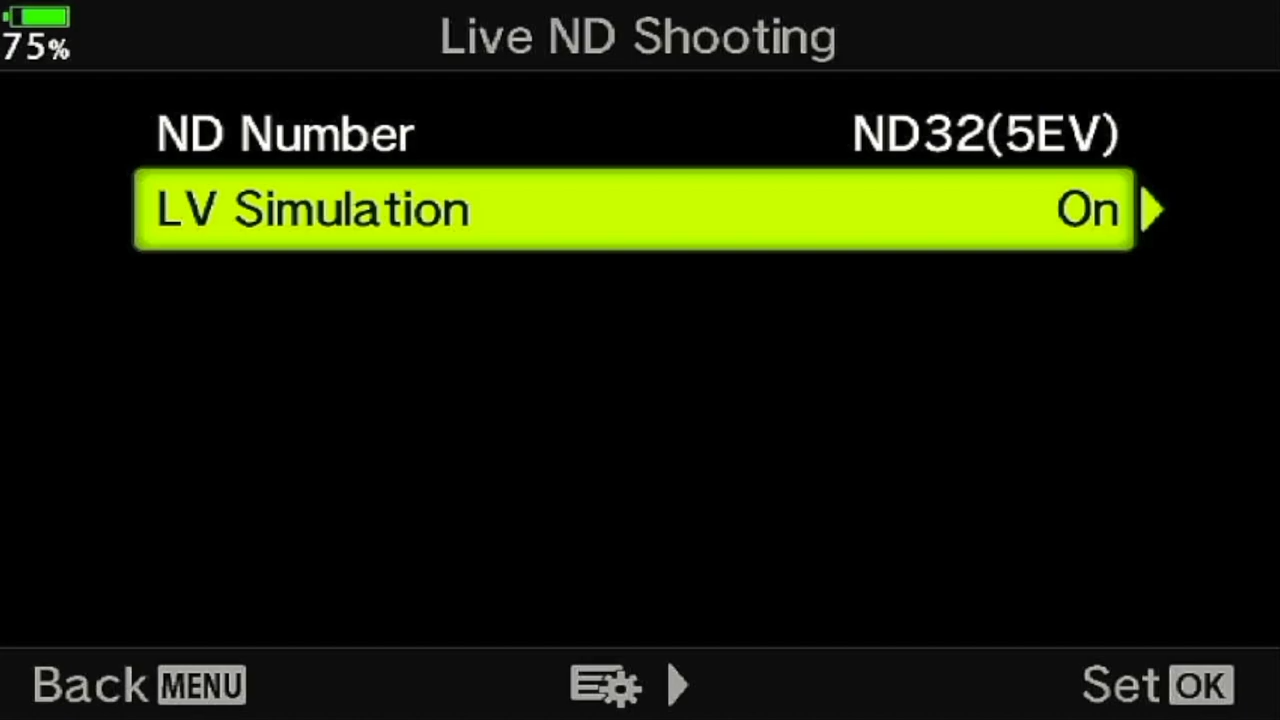 75%
Live ND Shooting
ND Number ND32(5EV)
LV Simulation On
Back MENU Set OK